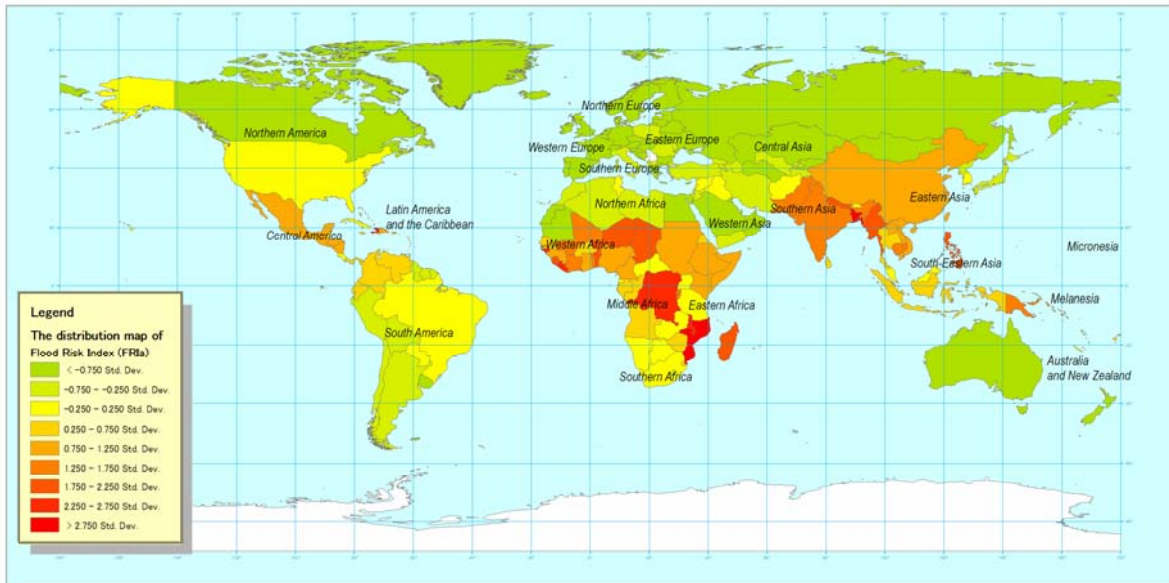 Northern Europe
Northern America
Eastern Europe
Western Europe
Central Asia
Southern Europe
Northern Africa
Eastern Asia
Latin America
and the Caribbean
Southern Asia
Western Asia
Central America
Western Africa
Micronesia
South-Eastern Asia
Middle Africa
Eastern Africa
Melanesia
South America
Australia
and New Zealand
Southern Africa
Legend
The distribution map of
Flood Risk Index (FRIa)
< -0.750 Std. Dev.
-0.750 - -0.250 Std. Dev.
-0.250 - 0.250 Std. Dev.
0.250 - 0.750 Std. Dev.
0.750 - 1.250 Std. Dev.
1.250 - 1.750 Std. Dev.
1.750 - 2.250 Std. Dev.
2.250 - 2.750 Std. Dev.
> 2.750 Std. Dev.